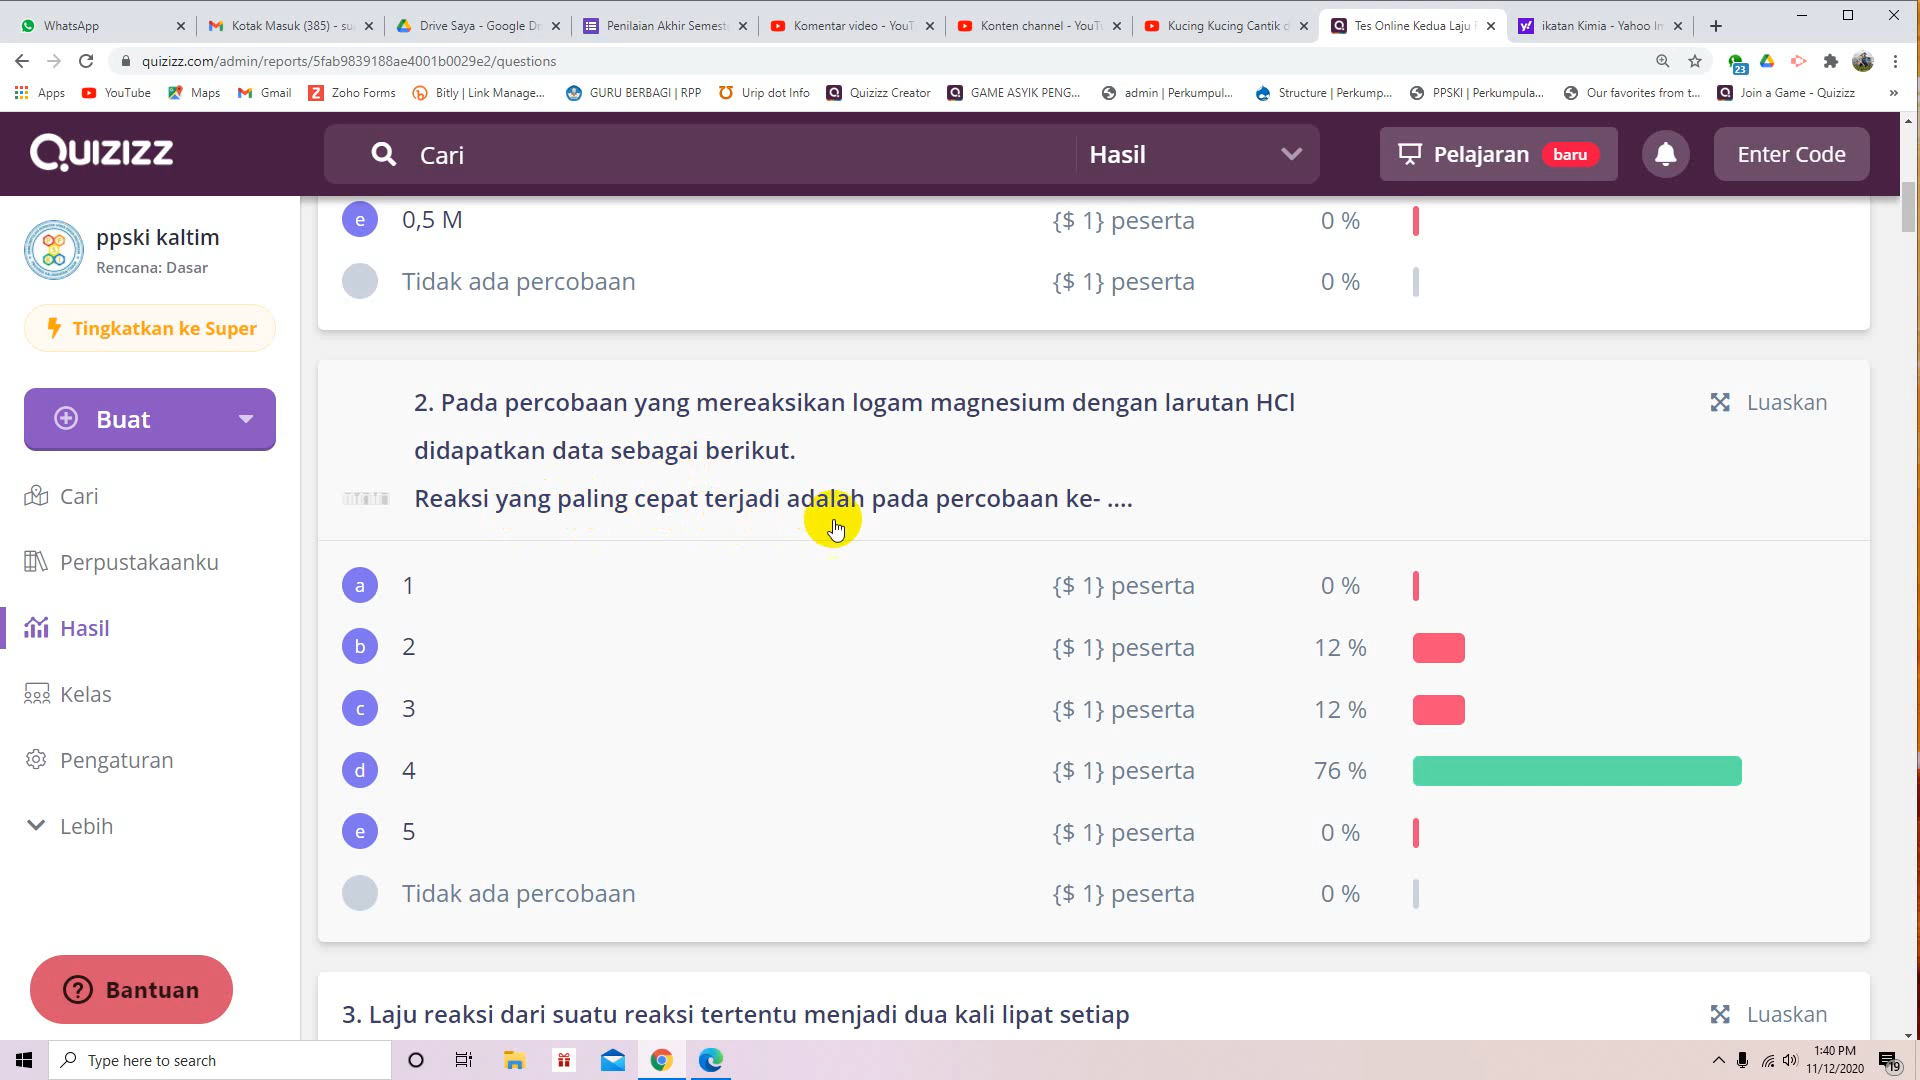 WhatsApp
Kotak Masuk (385) - su
Drive Saya - Google Dr
Penilaian Akhir Semest
Komentar video - YouT
Konten channel - YouTu
Kucing Kucing Cantik d
Tes Online Kedua Laju
ikatan Kimia - Yahoo Im
quizizz.com/admin/reports/5fab9839188ae4001b0029e2/questions
23
Apps
YouTube
Maps
Gmail
Zoho Forms
Bitly | Link Manage...
GURU BERBAGI | RPP
Urip dot Info
Quizizz Creator
GAME ASYIK PENG...
admin | Perkumpul...
Structure | Perkump...
PPSKI | Perkumpula...
Our favorites from t...
Join a Game - Quizizz
»
QUIZIZZ
Cari
Hasil
Pelajaran baru
Enter Code
ppski kaltim
Rencana: Dasar
Tingkatkan ke Super
Buat
Cari
Perpustakaanku
Hasil
Kelas
Pengaturan
Lebih
Bantuan
e 0,5 M {$ 1} peserta 0 %
Tidak ada percobaan {$ 1} peserta 0 %
2. Pada percobaan yang mereaksikan logam magnesium dengan larutan HCl
didapatkan data sebagai berikut.
Reaksi yang paling cepat terjadi adalah pada percobaan ke- ....
Luaskan
a 1 {$ 1} peserta 0 %
b 2 {$ 1} peserta 12 %
c 3 {$ 1} peserta 12 %
d 4 {$ 1} peserta 76 %
e 5 {$ 1} peserta 0 %
Tidak ada percobaan {$ 1} peserta 0 %
3. Laju reaksi dari suatu reaksi tertentu menjadi dua kali lipat setiap
Luaskan
Type here to search
1:40 PM
11/12/2020
19